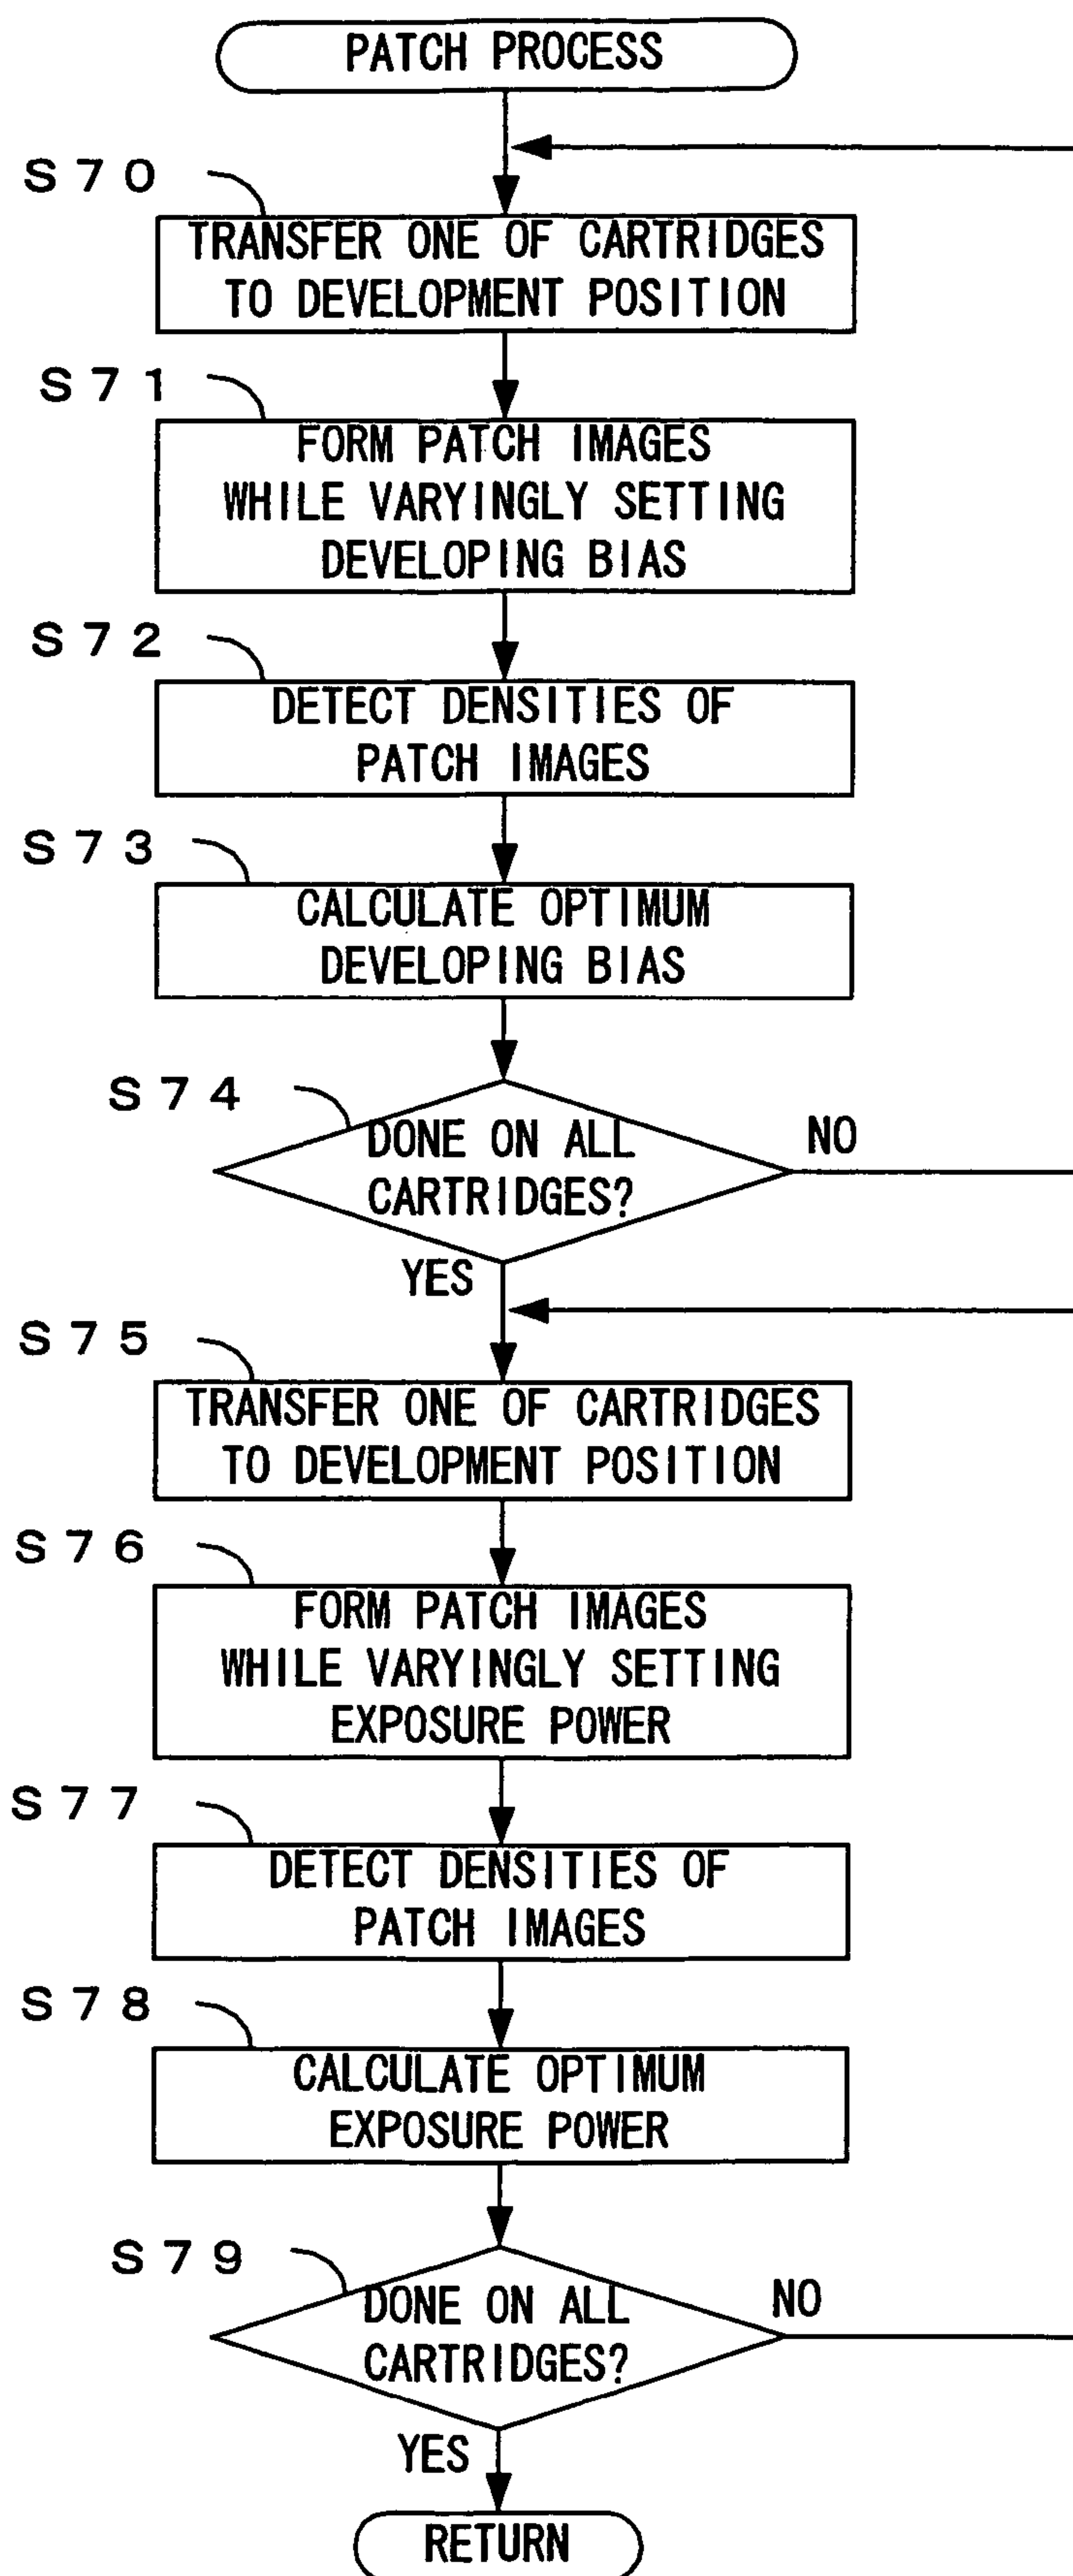 PATCH PROCESS
S70
TRANSFER ONE OF CARTRIDGES
TO DEVELOPMENT POSITION
S71
FORM PATCH IMAGES
WHILE VARYINGLY SETTING
DEVELOPING BIAS
S72
DETECT DENSITIES OF
PATCH IMAGES
S73
CALCULATE OPTIMUM
DEVELOPING BIAS
S74
DONE ON ALL
CARTRIDGES?
NO
YES
S75
TRANSFER ONE OF CARTRIDGES
TO DEVELOPMENT POSITION
S76
FORM PATCH IMAGES
WHILE VARYINGLY SETTING
EXPOSURE POWER
S77
DETECT DENSITIES OF
PATCH IMAGES
S78
CALCULATE OPTIMUM
EXPOSURE POWER
S79
DONE ON ALL
CARTRIDGES?
NO
YES
RETURN